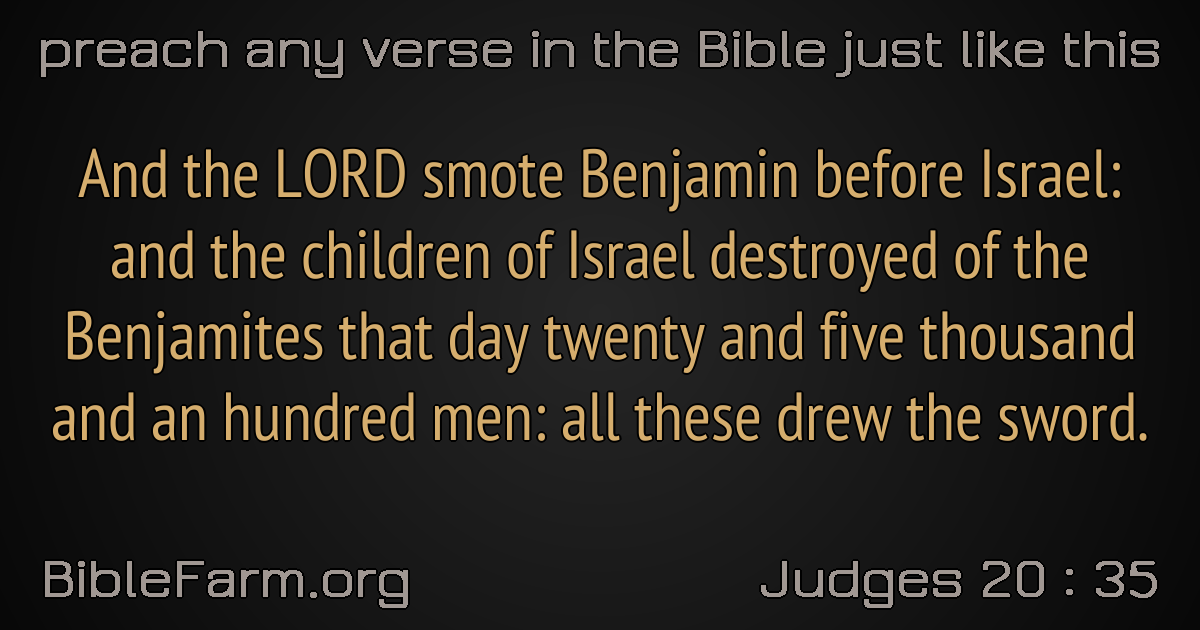 preach any verse in the Bible just like this
And the LORD smote Benjamin before Israel:
and the children of Israel destroyed of the
Benjamites that day twenty and five thousand
and an hundred men: all these drew the sword.
BibleFarm.org
Judges 20 : 35